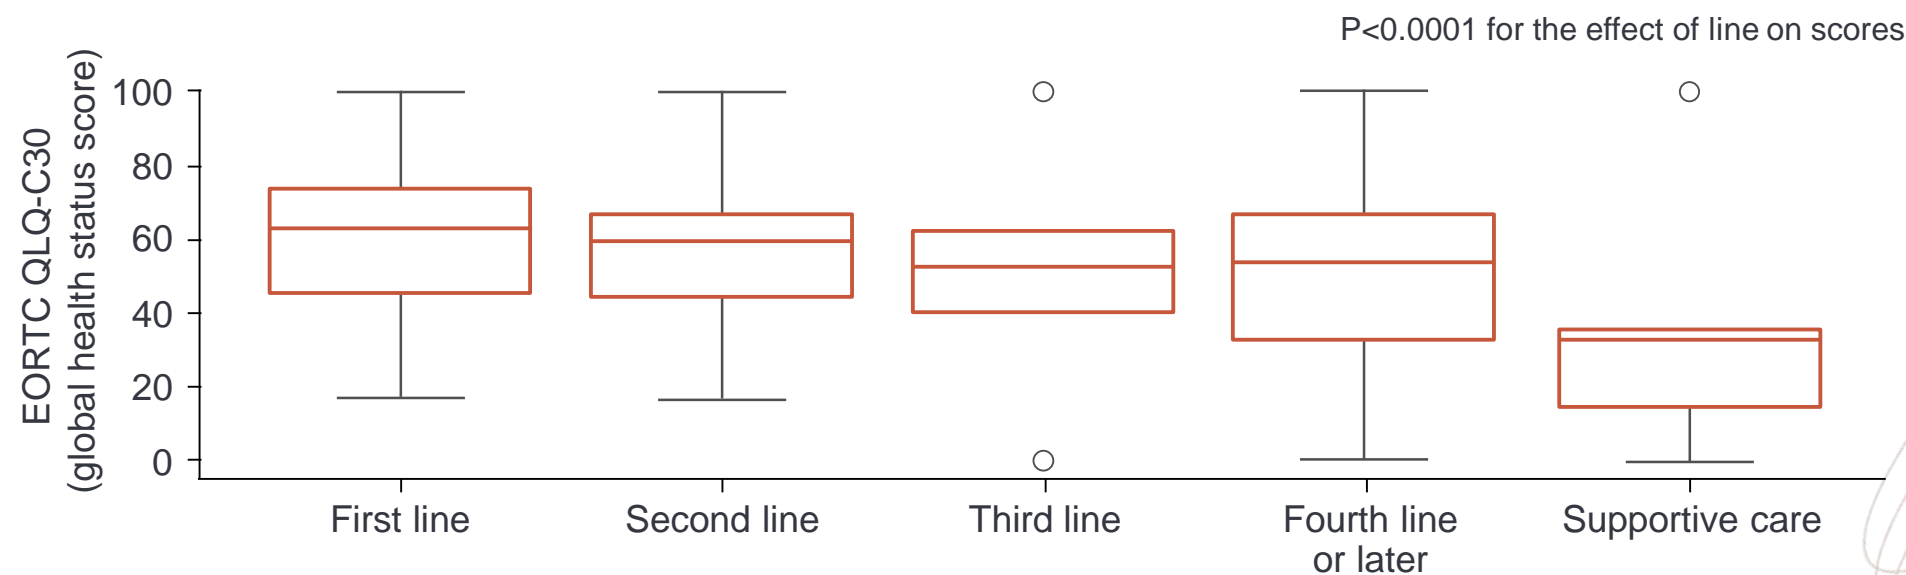 P<0.0001 for the effect of line on scores
EORTC QLQ-C30
(global health status score)
100
80
60
40
20
0
First line
Second line
Third line
Fourth line
or later
Supportive care